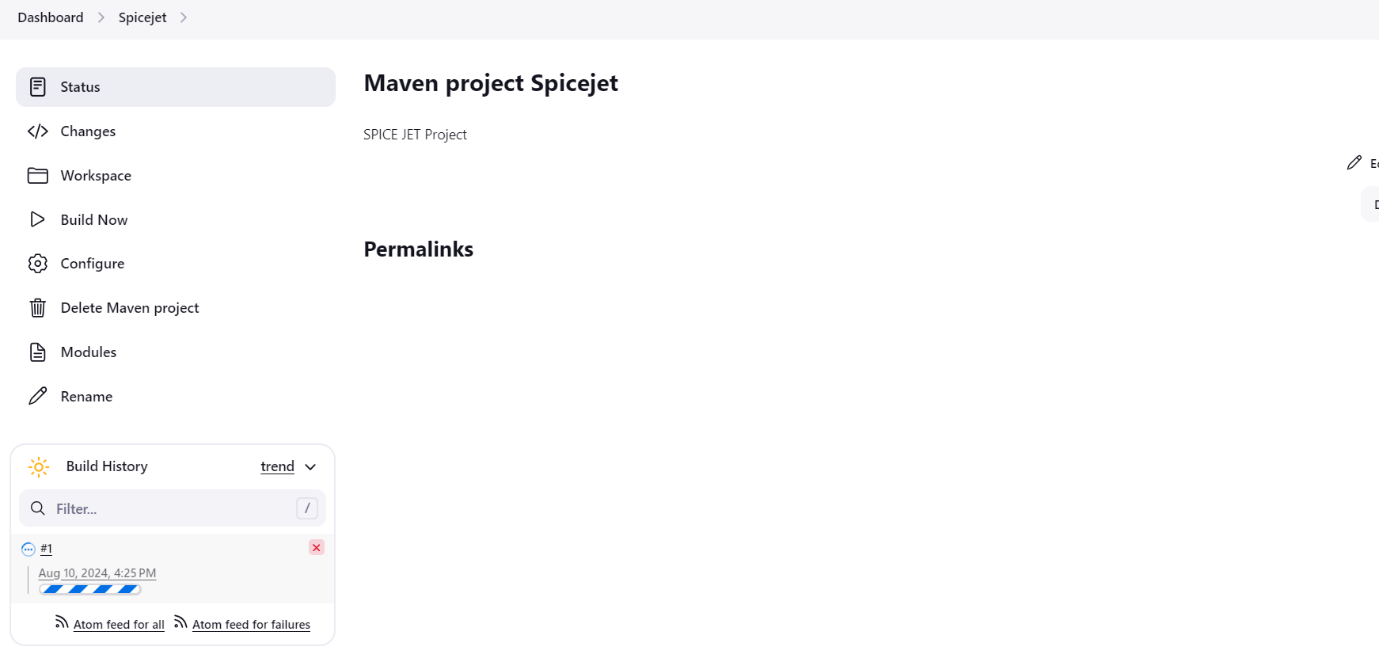 Dashboard
Spicejet
Status
Changes
Workspace
Build Now
Configure
Delete Maven project
Modules
Rename
Build History
trend
Filter...
/
#1
Aug 10, 2024, 4:25 PM
Atom feed for all
Atom feed for failures
Maven project Spicejet
SPICE JET Project
Permalinks